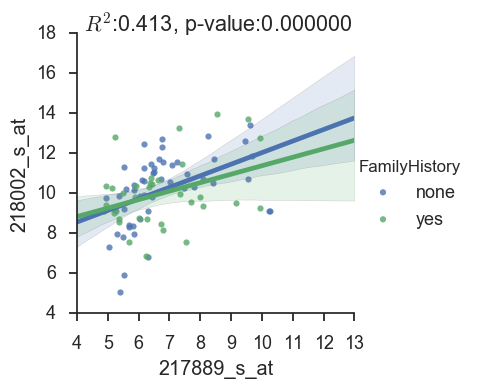 R²:0.413, p-value:0.000000
18
16
14
12
10
8
6
4
218002_s_at
4 5 6 7 8 9 10 11 12 13
217889_s_at
FamilyHistory
none
yes